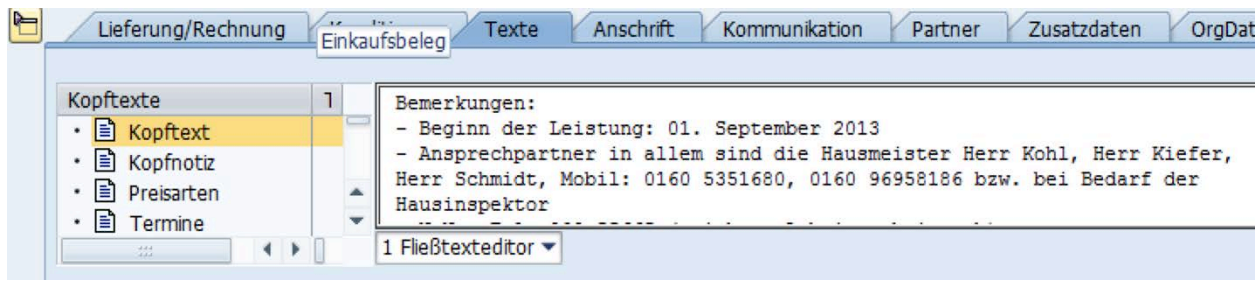 Lieferung/Rechnung Texte Anschrift Kommunikation Partner Zusatzdaten OrgDat
Einkaufsbeleg
Kopftexte T
Kopftext
Kopfnotiz
Preisarten
Termine
Bemerkungen:
- Beginn der Leistung: 01. September 2013
- Ansprechpartner in allem sind die Hausmeister Herr Kohl, Herr Kiefer,
Herr Schmidt, Mobil: 0160 5351680, 0160 96958186 bzw. bei Bedarf der
Hausinspektor
1 Fließtexteditor